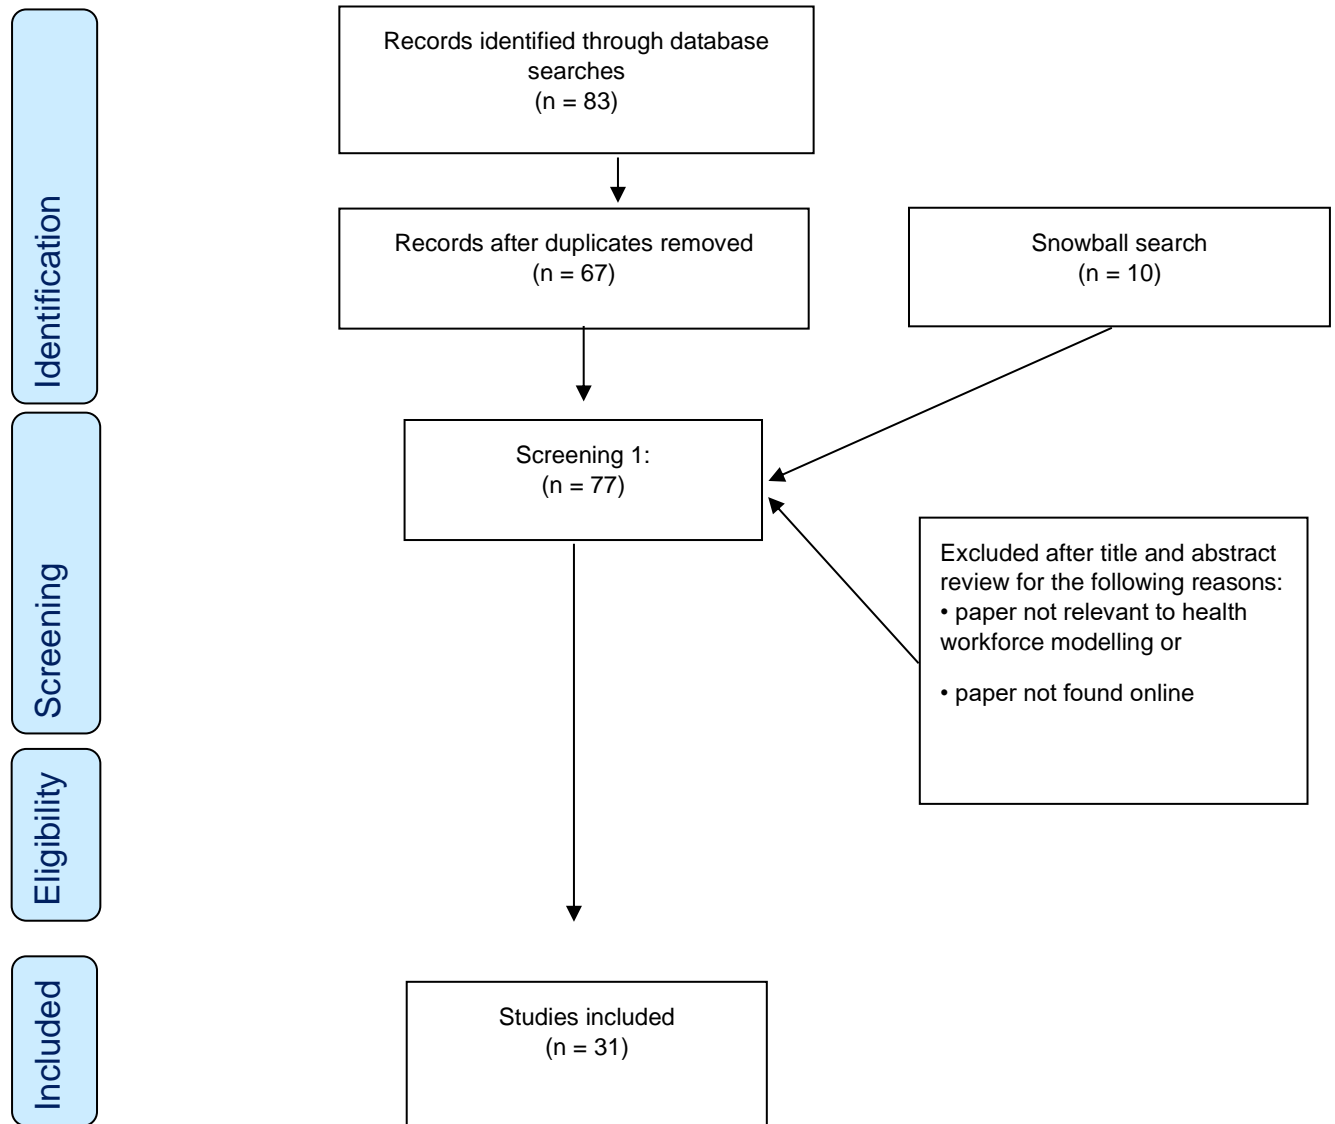 Identification
Records identified through database
searches
(n = 83)
Records after duplicates removed
(n = 67)
Snowball search
(n = 10)
Screening
Screening 1:
(n = 77)
Excluded after title and abstract
review for the following reasons:
• paper not relevant to health
workforce modelling or
• paper not found online
Eligibility
Included
Studies included
(n = 31)